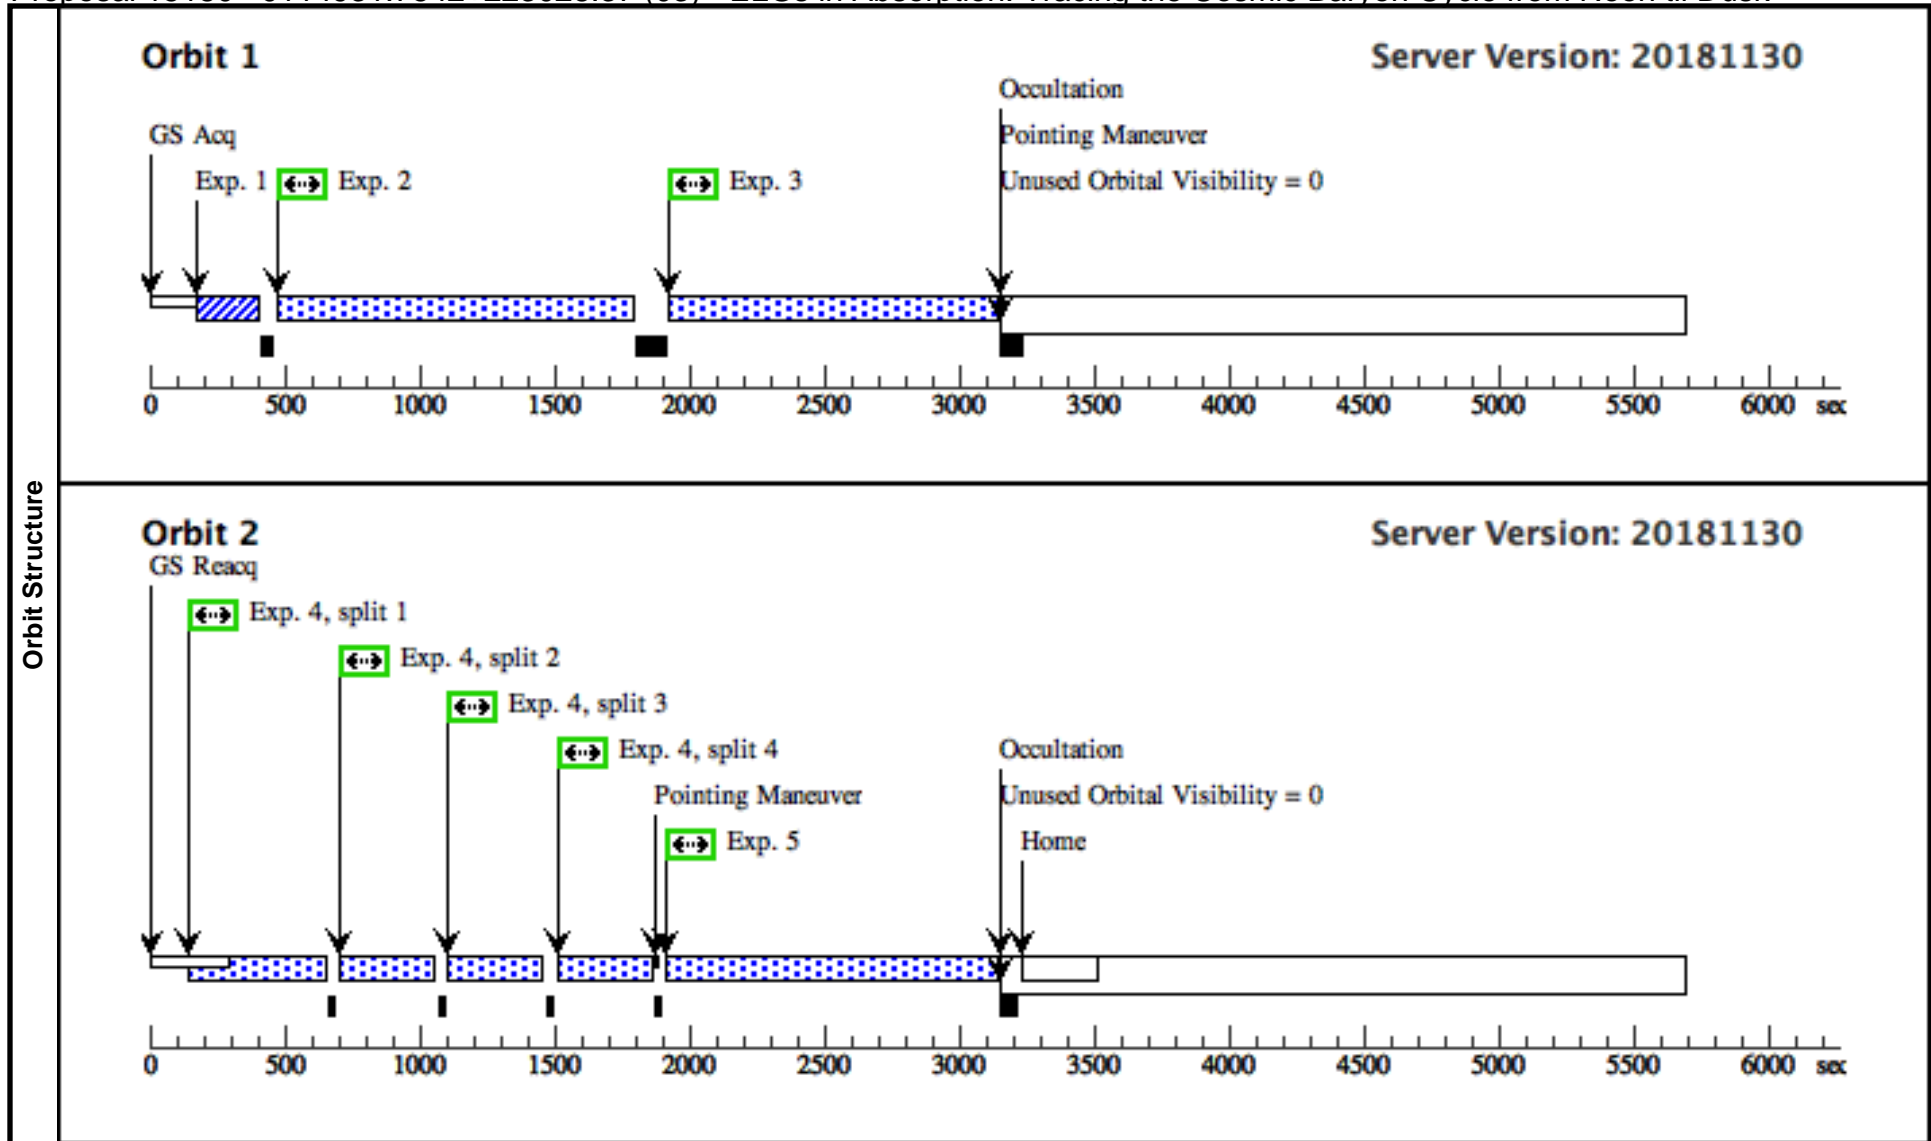 Orbit 1
Server Version: 20181130
Occultation
GS Acq
Pointing Maneuver
Exp. 1
Exp. 2
Exp. 3
Unused Orbital Visibility = 0
0 500 1000 1500 2000 2500 3000 3500 4000 4500 5000 5500 6000 sec
Orbit Structure
Orbit 2
Server Version: 20181130
GS Reacq
Exp. 4, split 1
Exp. 4, split 2
Exp. 4, split 3
Exp. 4, split 4
Occultation
Pointing Maneuver
Unused Orbital Visibility = 0
Exp. 5
Home
0 500 1000 1500 2000 2500 3000 3500 4000 4500 5000 5500 6000 sec